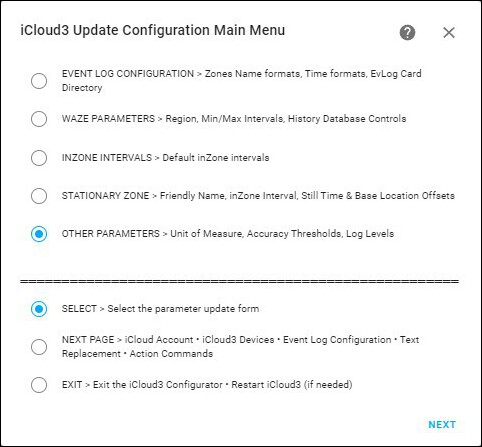 iCloud3 Update Configuration Main Menu
EVENT LOG CONFIGURATION > Zones Name formats, Time formats, EvLog Card
Directory
WAZE PARAMETERS > Region, Min/Max Intervals, History Database Controls
INZONE INTERVALS > Default inZone intervals
STATIONARY ZONE > Friendly Name, inZone Interval, Still Time & Base Location Offsets
OTHER PARAMETERS > Unit of Measure, Accuracy Thresholds, Log Levels
SELECT > Select the parameter update form
NEXT PAGE > iCloud Account • iCloud3 Devices • Event Log Configuration • Text
Replacement • Action Commands
EXIT > Exit the iCloud3 Configurator • Restart iCloud3 (if needed)
NEXT